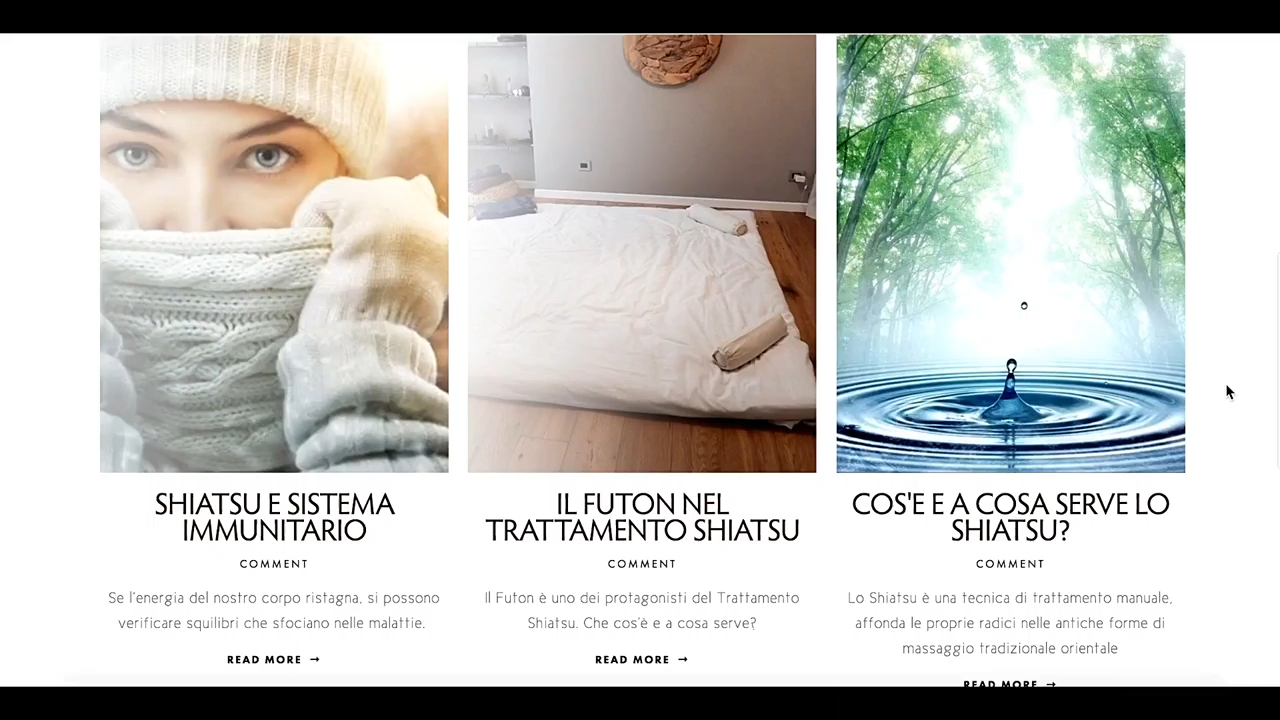 SHIATSU E SISTEMA
IMMUNITARIO
COMMENT
Se l'energia del nostro corpo ristagna, si possono
verificare squilibri che sfociano nelle malattie.
READ MORE →
IL FUTON NEL
TRATTAMENTO SHIATSU
COMMENT
Il Futon è uno dei protagonisti del Trattamento
Shiatsu. Che cos'è e a cosa serve?
READ MORE →
COS'E E A COSA SERVE LO
SHIATSU?
COMMENT
Lo Shiatsu è una tecnica di trattamento manuale,
affonda le proprie radici nelle antiche forme di
massaggio tradizionale orientale
READ MORE →